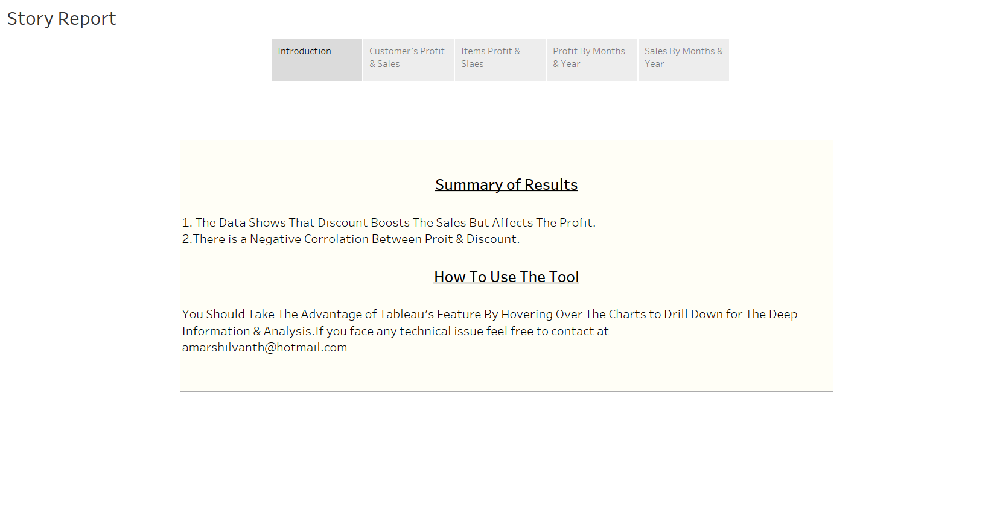 Story Report
Introduction
Customer's Profit
& Sales
Items Profit &
Slaes
Profit By Months
& Year
Sales By Months &
Year
Summary of Results
1. The Data Shows That Discount Boosts The Sales But Affects The Profit.
2.There is a Negative Corrolation Between Proit & Discount.
How To Use The Tool
You Should Take The Advantage of Tableau's Feature By Hovering Over The Charts to Drill Down for The Deep
Information & Analysis.If you face any technical issue feel free to contact at
amarshilvanth@hotmail.com